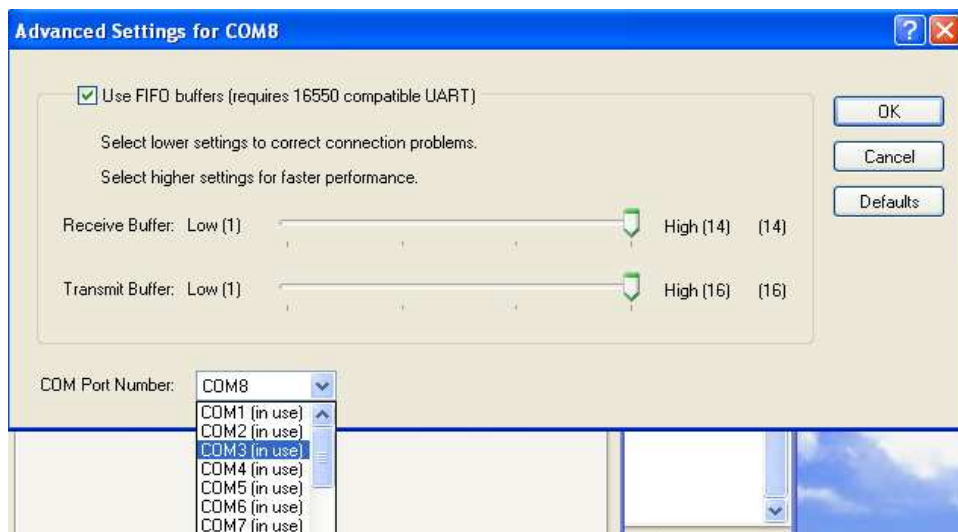 Advanced Settings for COM8
Use FIFO buffers (requires 16550 compatible UART)
OK
Select lower settings to correct connection problems.
Cancel
Select higher settings for faster performance.
Defaults
Receive Buffer: Low (1) High (14) (14)
Transmit Buffer: Low (1) High (16) (16)
COM Port Number: COM8
COM1 (in use)
COM2 (in use)
COM3 (in use)
COM4 (in use)
COM5 (in use)
COM6 (in use)
COM7 (in use)